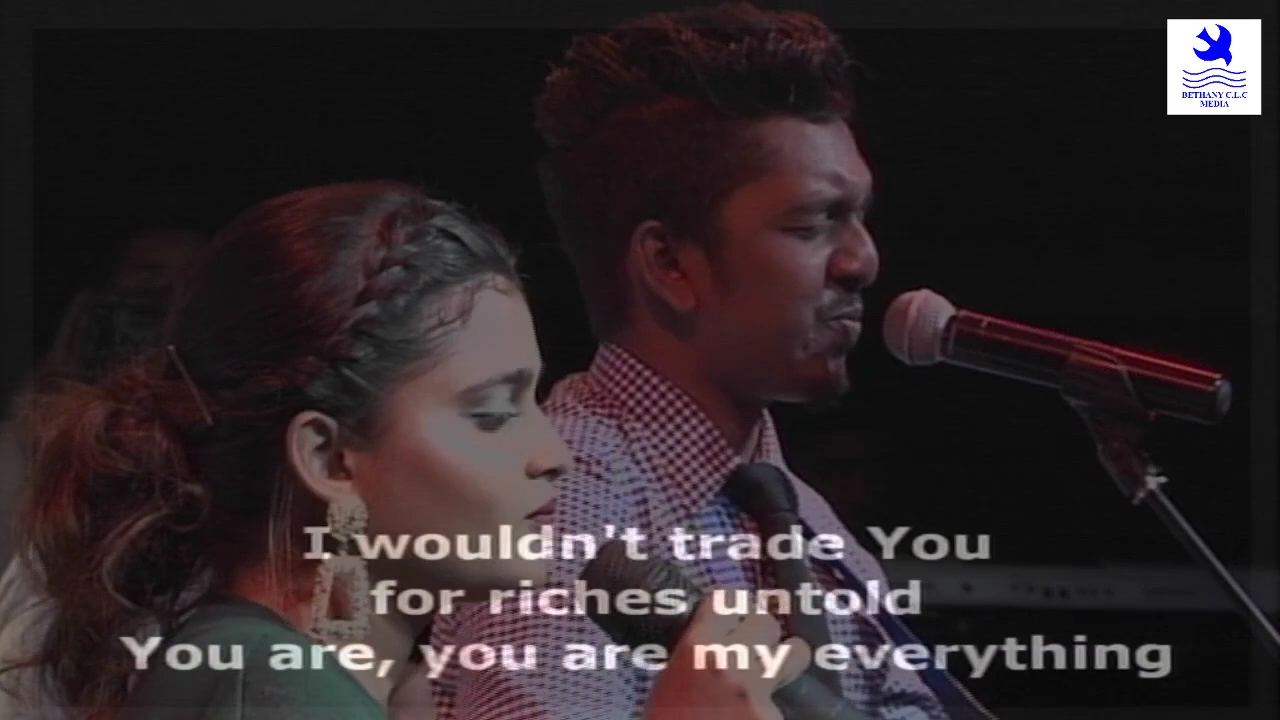 BETHANY C.L.C
MEDIA
I wouldn't trade You
for riches untold
You are, you are my everything